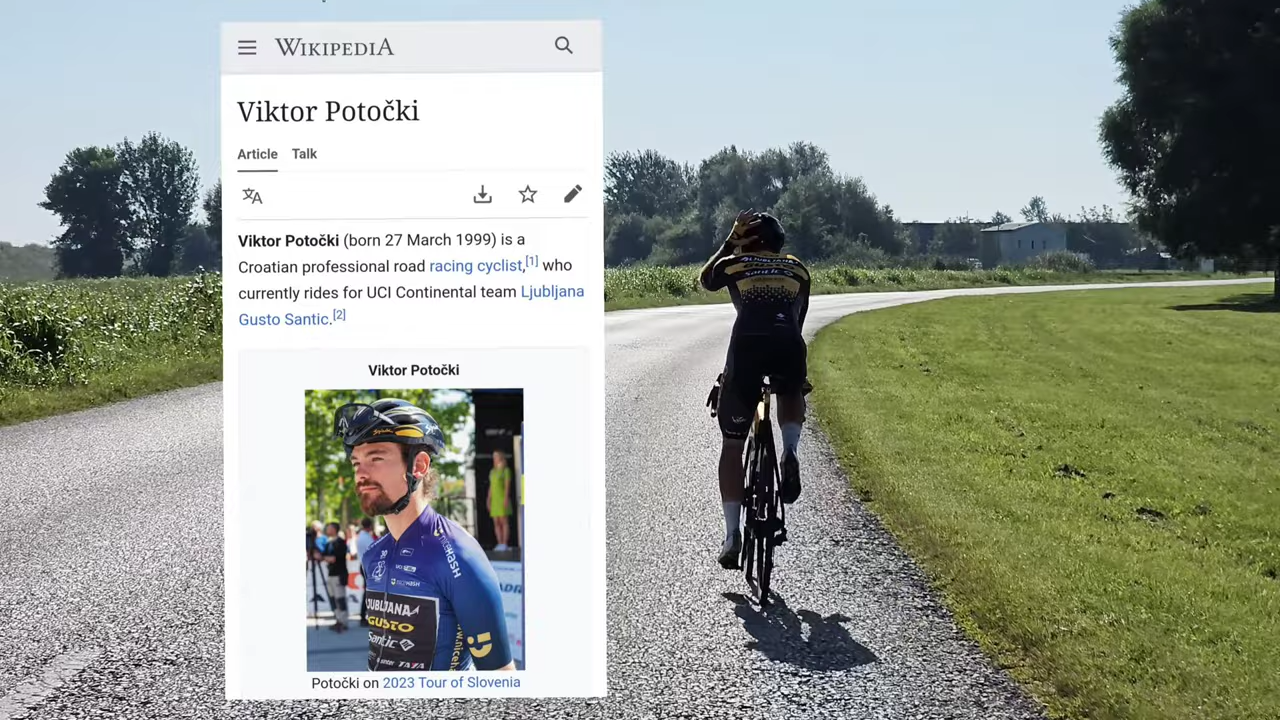 WIKIPEDIA
Viktor Potočki
Article Talk
Viktor Potočki (born 27 March 1999) is a
Croatian professional road racing cyclist,[1] who
currently rides for UCI Continental team Ljubljana
Gusto Santic.[2]
Viktor Potočki
LJUBLJANA
GUSTO
Santic
Potočki on 2023 Tour of Slovenia
LJUBLJANA
Santic